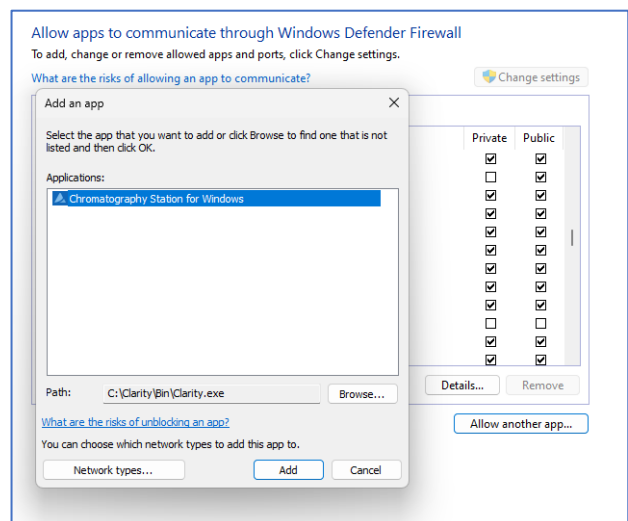 Allow apps to communicate through Windows Defender Firewall
To add, change or remove allowed apps and ports, click Change settings.
What are the risks of allowing an app to communicate?
Change settings
Add an app
Select the app that you want to add or click Browse to find one that is not
listed and then click OK.
Private Public
Applications:
Chromatography Station for Windows
Path: C:\Clarity\Bin\Clarity.exe Browse...
Details... Remove
What are the risks of unblocking an app?
Allow another app...
You can choose which network types to add this app to.
Network types... Add Cancel